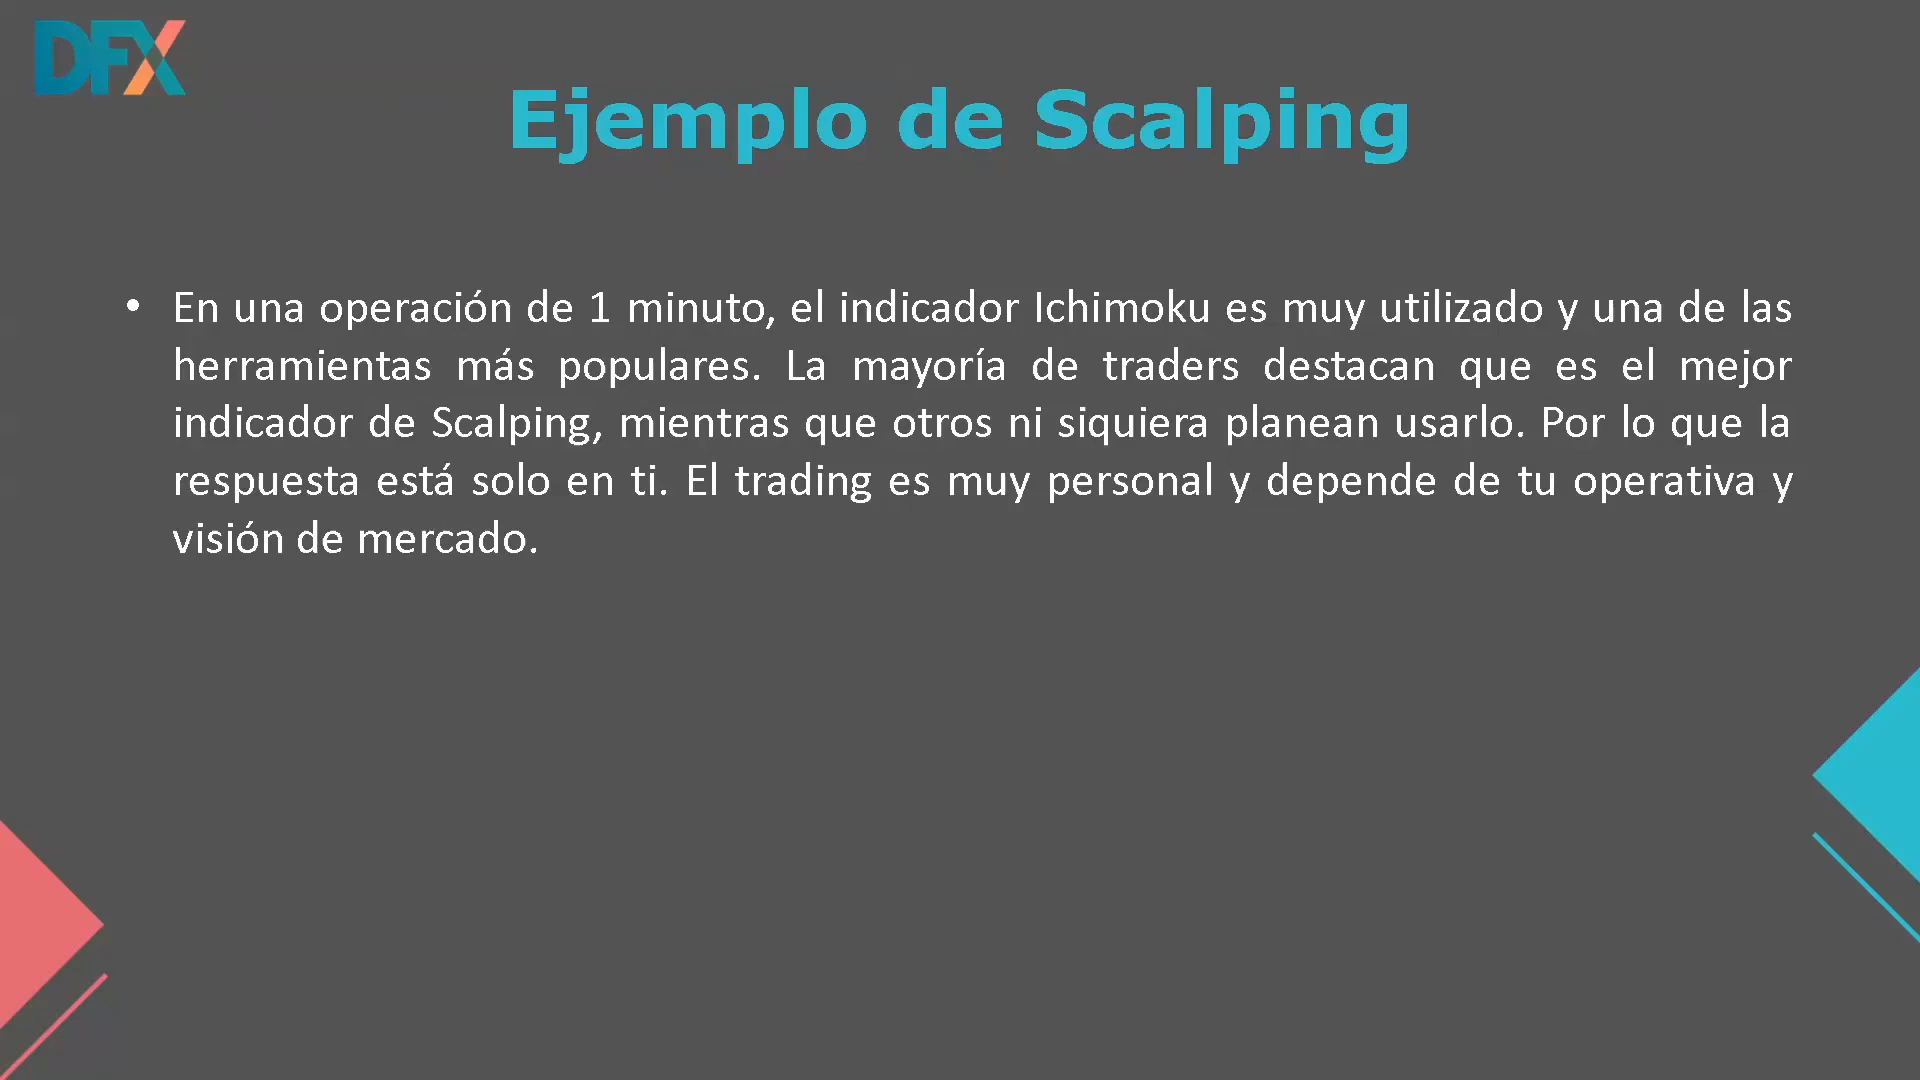 DFX
Ejemplo de Scalping
• En una operación de 1 minuto, el indicador Ichimoku es muy utilizado y una de las
herramientas más populares. La mayoría de traders destacan que es el mejor
indicador de Scalping, mientras que otros ni siquiera planean usarlo. Por lo que la
respuesta está solo en ti. El trading es muy personal y depende de tu operativa y
visión de mercado.